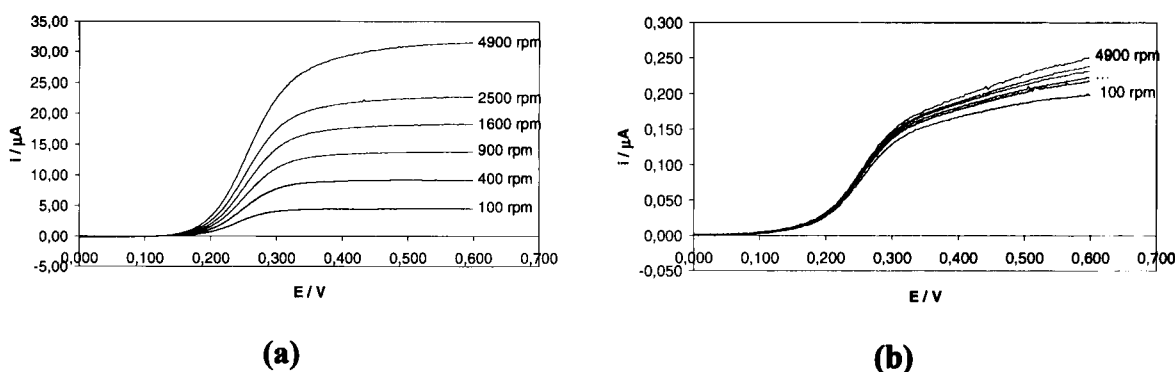 35,00
30,00
25,00
20,00
15,00
10,00
5,00
0,00
-5,00
i / µA
4900 rpm
2500 rpm
1600 rpm
900 rpm
400 rpm
100 rpm
0,000 0,100 0,200 0,300 0,400 0,500 0,600 0,700
E / V
(a)
0,300
0,250
0,200
0,150
0,100
0,050
0,000
-0,050
i / µA
4900 rpm
...
100 rpm
0,000 0,100 0,200 0,300 0,400 0,500 0,600 0,700
E / V
(b)